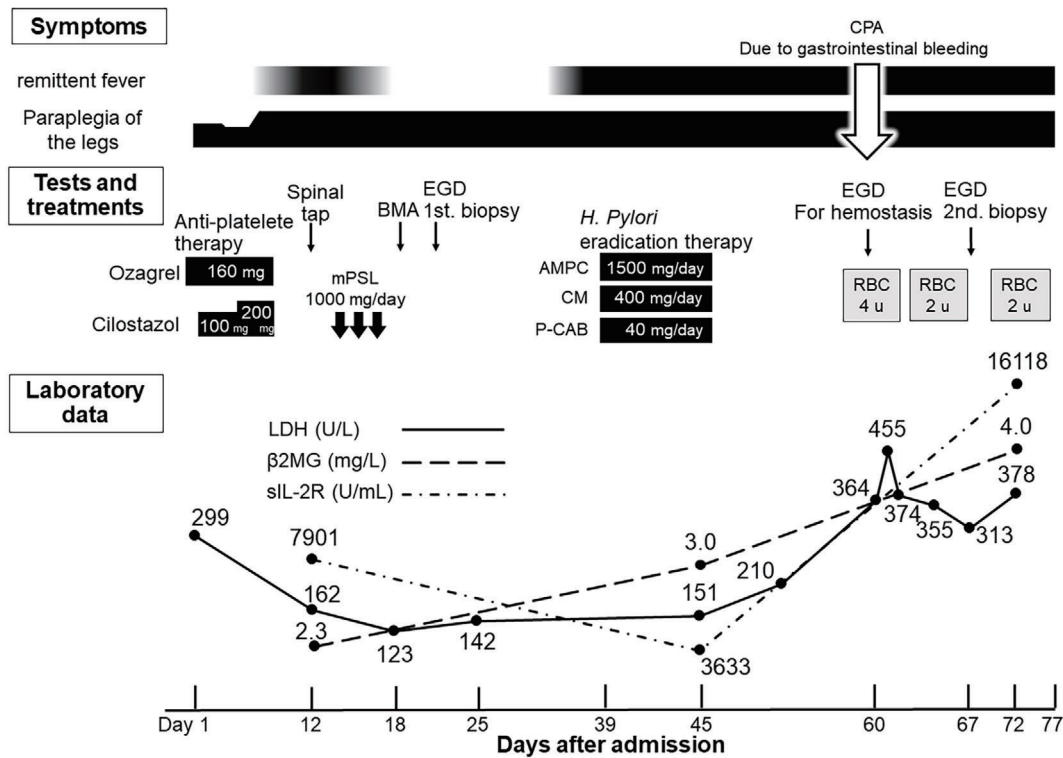 Symptoms
CPA
Due to gastrointestinal bleeding
remittent fever
Paraplegia of
the legs
Tests and
treatments
Spinal
tap
EGD
BMA 1st. biopsy
Anti-platelete
therapy
Ozagrel
160 mg
Cilostazol
100 mg
200
mg
mPSL
1000 mg/day
H. Pylori
eradication therapy
AMPC
1500 mg/day
CM
400 mg/day
P-CAB
40 mg/day
EGD
For hemostasis
EGD
2nd. biopsy
RBC
4 u
RBC
2 u
RBC
2 u
Laboratory
data
LDH (U/L)
β2MG (mg/L)
sIL-2R (U/mL)
299
7901
162
2.3
123
142
3.0
151
3633
210
364
455
374
355
313
16118
4.0
378
Day 1
12
18
25
39
45
60
67
72
77
Days after admission